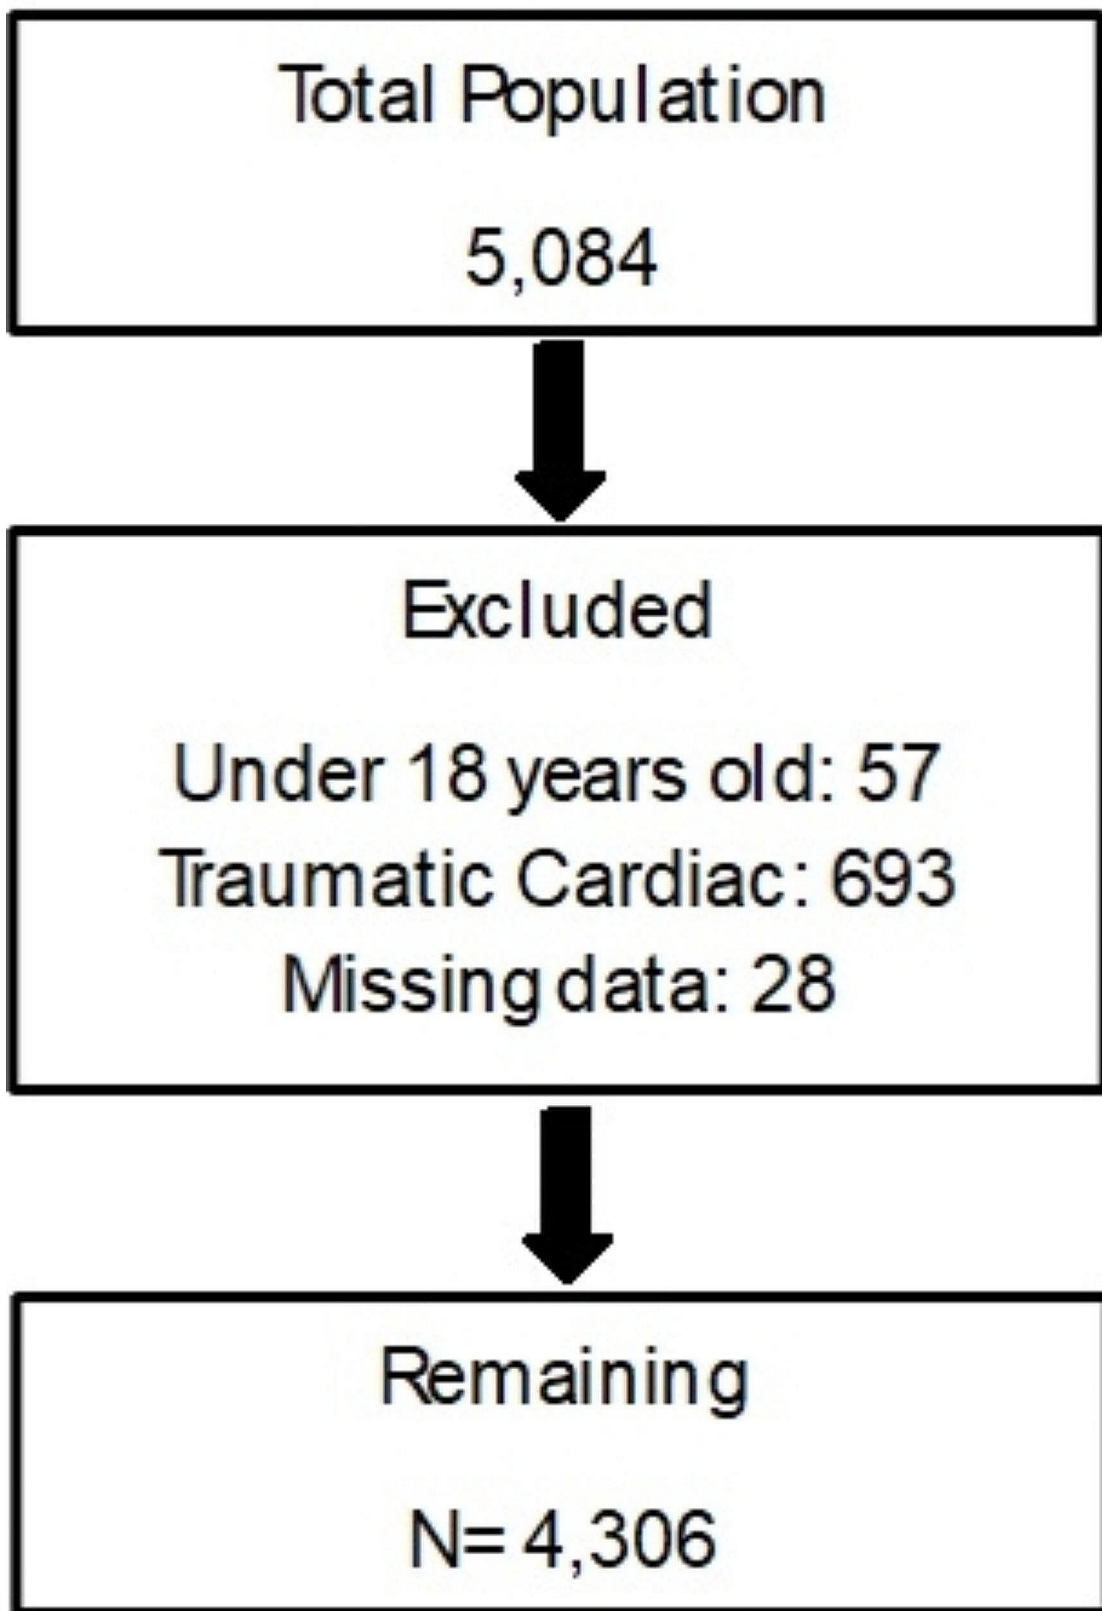 Total Population
5,084
Excluded
Under 18 years old: 57
Traumatic Cardiac: 693
Missing data: 28
Remaining
N= 4,306